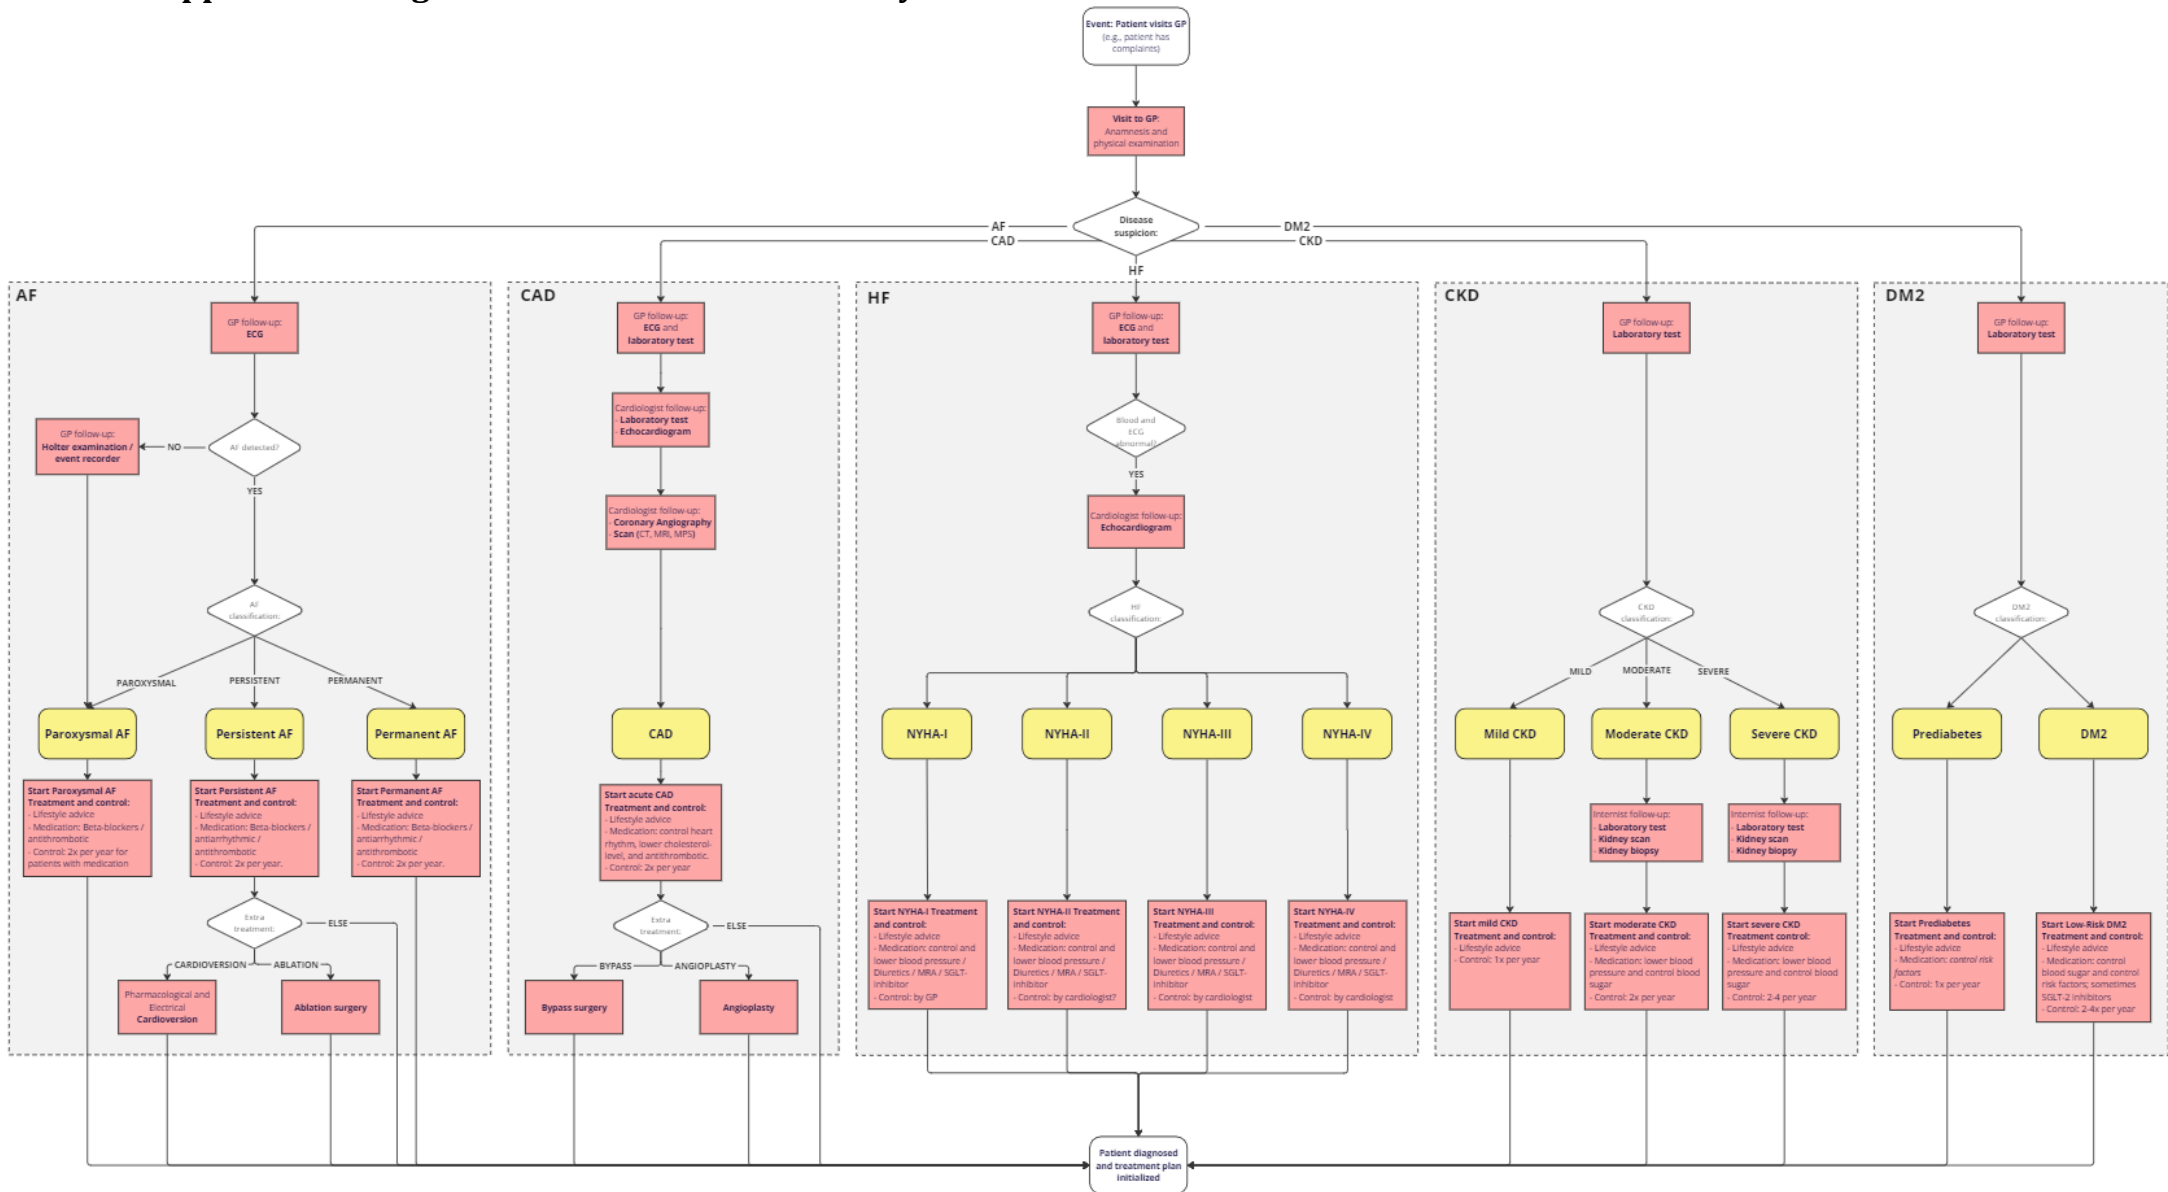 Event: Patient visits GP
(e.g., patient has
complaints)
Visit to GP:
Anamnesis and
physical examination
Disease
suspicion:
AF
CAD
HF
DM2
CKD
AF
GP follow-up:
ECG
AF detected?
NO
GP follow-up:
Holter examination /
event recorder
YES
AF
classification:
PAROXYSMAL
PERSISTENT
PERMANENT
Paroxysmal AF
Persistent AF
Permanent AF
Start Paroxysmal AF
Treatment and control:
- Lifestyle advice
- Medication: Beta-blockers /
antithrombotic
- Control: 2x per year for
patients with medication
Start Persistent AF
Treatment and control:
- Lifestyle advice
- Medication: Beta-blockers /
antiarrhythmic /
antithrombotic
- Control: 2x per year.
Start Permanent AF
Treatment and control:
- Lifestyle advice
- Medication: Beta-blockers /
antiarrhythmic /
antithrombotic
- Control: 2x per year.
Extra
treatment:
ELSE
CARDIOVERSION
ABLATION
Pharmacological and
Electrical
Cardioversion
Ablation surgery
CAD
GP follow-up:
ECG and
laboratory test
Cardiologist follow-up:
- Laboratory test
- Echocardiogram
Cardiologist follow-up:
- Coronary Angiography
- Scan (CT, MRI, MPS)
CAD
Start acute CAD
Treatment and control:
- Lifestyle advice
- Medication: control heart
rhythm, lower cholesterol-
level, and antithrombotic.
- Control: 2x per year
Extra
treatment:
ELSE
BYPASS
ANGIOPLASTY
Bypass surgery
Angioplasty
HF
GP follow-up:
ECG and
laboratory test
Blood and
ECG
abnormal?
YES
Cardiologist follow-up:
Echocardiogram
HF
classification:
NYHA-I
NYHA-II
NYHA-III
NYHA-IV
Start NYHA-I Treatment
and control:
- Lifestyle advice
- Medication: control and
lower blood pressure /
Diuretics / MRA / SGLT-
inhibitor
- Control: by GP
Start NYHA-II Treatment
and control:
- Lifestyle advice
- Medication: control and
lower blood pressure /
Diuretics / MRA / SGLT-
inhibitor
- Control: by cardiologist?
Start NYHA-III
Treatment and control:
- Lifestyle advice
- Medication: control and
lower blood pressure /
Diuretics / MRA / SGLT-
inhibitor
- Control: by cardiologist
Start NYHA-IV
Treatment and control:
- Lifestyle advice
- Medication: control and
lower blood pressure /
Diuretics / MRA / SGLT-
inhibitor
- Control: by cardiologist
CKD
GP follow-up:
Laboratory test
CKD
classification:
MILD
MODERATE
SEVERE
Mild CKD
Moderate CKD
Severe CKD
Internist follow-up:
- Laboratory test
- Kidney scan
- Kidney biopsy
Internist follow-up:
- Laboratory test
- Kidney scan
- Kidney biopsy
Start mild CKD
Treatment and control:
- Lifestyle advice
- Control: 1x per year
Start moderate CKD
Treatment and control:
- Lifestyle advice
- Medication: lower blood
pressure and control blood
sugar
- Control: 2x per year
Start severe CKD
Treatment and control:
- Lifestyle advice
- Medication: lower blood
pressure and control blood
sugar
- Control: 2-4 per year
DM2
GP follow-up:
Laboratory test
DM2
classification:
Prediabetes
DM2
Start Prediabetes
Treatment and control:
- Lifestyle advice
- Medication: control risk
factors
- Control: 1x per year
Start Low-Risk DM2
Treatment and control:
- Lifestyle advice
- Medication: control
blood sugar and control
risk factors; sometimes
SGLT-2 inhibitors
- Control: 2-4x per year
Patient diagnosed
and treatment plan
initialized